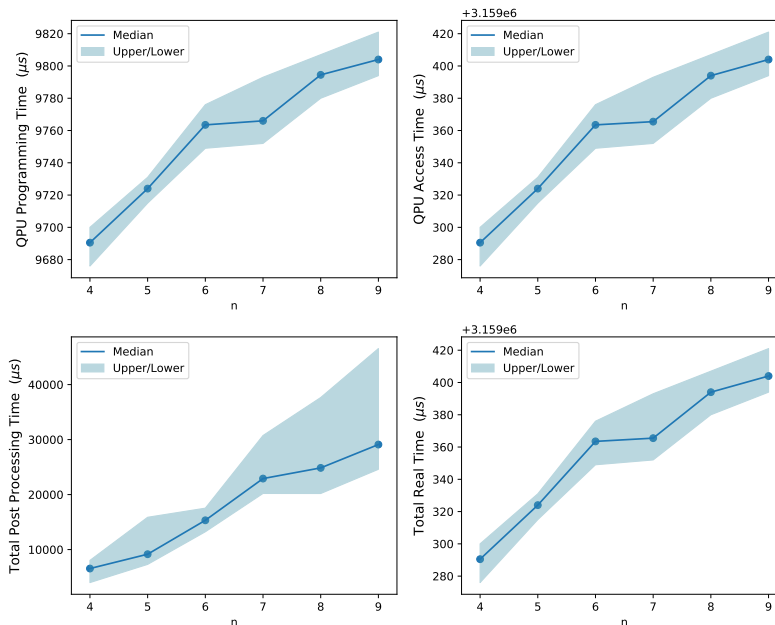 Median
Upper/Lower
9820
9800
9780
9760
9740
9720
9700
9680
QPU Programming Time (μs)
4 5 6 7 8 9
n
+3.159e6
Median
Upper/Lower
420
400
380
360
340
320
300
280
QPU Access Time (μs)
4 5 6 7 8 9
n
Median
Upper/Lower
40000
30000
20000
10000
Total Post Processing Time (μs)
4 5 6 7 8 9
n
+3.159e6
Median
Upper/Lower
420
400
380
360
340
320
300
280
Total Real Time (μs)
4 5 6 7 8 9
n